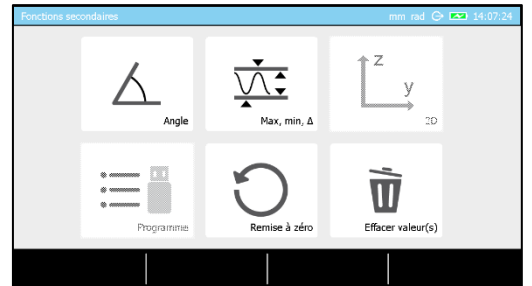 Fonctions secondaires mm rad 14:07:24
Angle
Max, min, Δ
Z
y
2D
Programme
Remise à zéro
Effacer valeur(s)